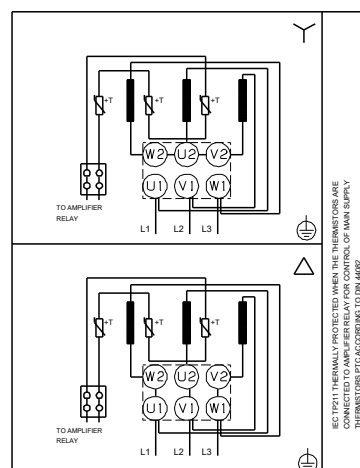 +T
+T
+T
W2
U2
V2
U1
V1
W1
TO AMPLIFIER
RELAY
L1
L2
L3
+T
+T
+T
W2
U2
V2
U1
V1
W1
TO AMPLIFIER
RELAY
L1
L2
L3
IEC TP211 THERMALLY PROTECTED WHEN THE THERMISTORS ARE
CONNECTED TO AMPLIFIER RELAY FOR CONTROL OF MAIN SUPPLY
THERMISTORS PTC ACCORDING TO DIN 44082